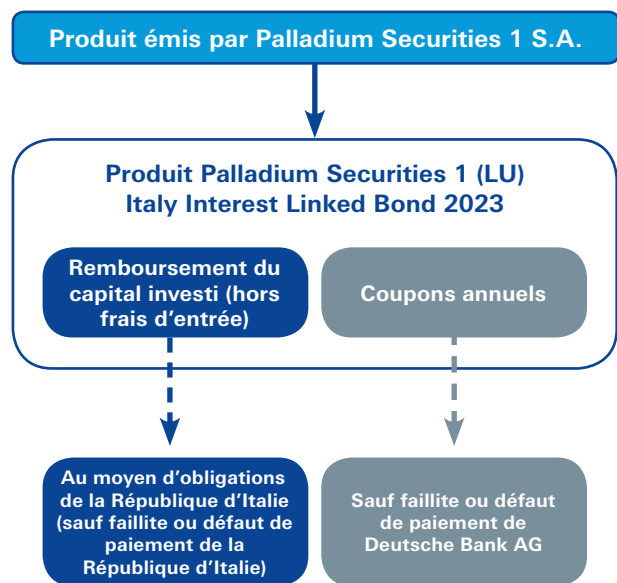 Produit émis par Palladium Securities 1 S.A.
Produit Palladium Securities 1 (LU)
Italy Interest Linked Bond 2023
Remboursement du
capital investi (hors
frais d'entrée)
Coupons annuels
Au moyen d'obligations
de la République d'Italie
(sauf faillite ou défaut de
paiement de la
République d'Italie)
Sauf faillite ou défaut
de paiement de
Deutsche Bank AG